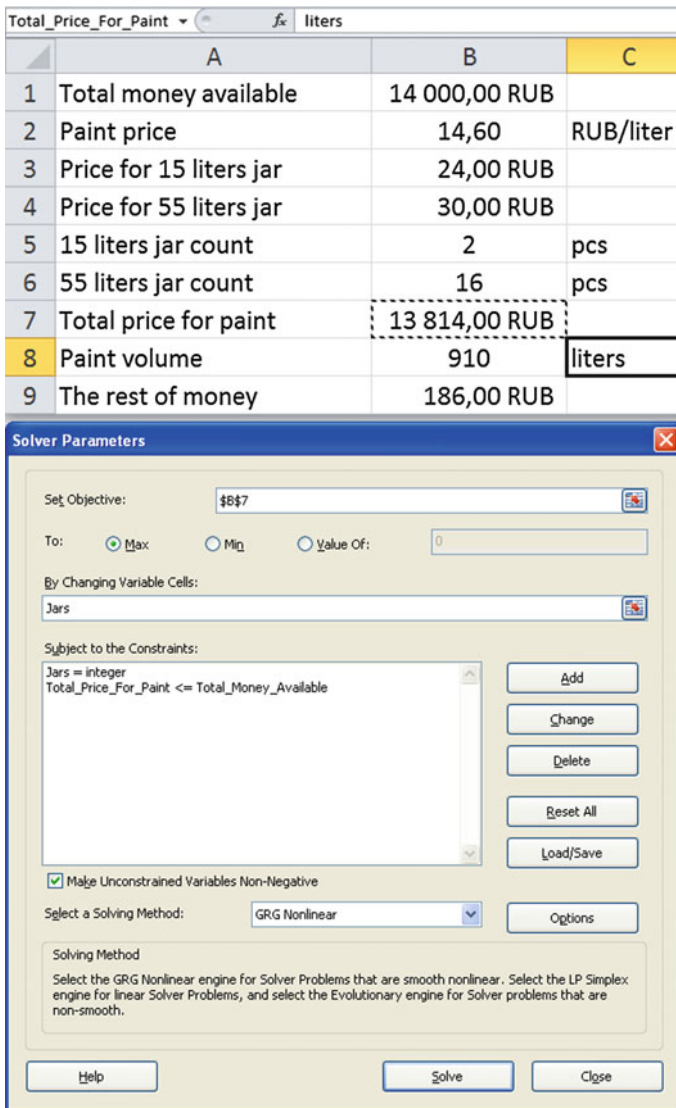 Total_Price_For_Paint fx liters
A B C
1 Total money available 14 000,00 RUB
2 Paint price 14,60 RUB/liter
3 Price for 15 liters jar 24,00 RUB
4 Price for 55 liters jar 30,00 RUB
5 15 liters jar count 2 pcs
6 55 liters jar count 16 pcs
7 Total price for paint 13 814,00 RUB
8 Paint volume 910 liters
9 The rest of money 186,00 RUB
Solver Parameters
Set Objective: $B$7
To: Max Min Value Of: 0
By Changing Variable Cells:
Jars
Subject to the Constraints:
Jars = integer
Total_Price_For_Paint <= Total_Money_Available
Add
Change
Delete
Reset All
Load/Save
Make Unconstrained Variables Non-Negative
Select a Solving Method: GRG Nonlinear Options
Solving Method
Select the GRG Nonlinear engine for Solver Problems that are smooth nonlinear. Select the LP Simplex
engine for linear Solver Problems, and select the Evolutionary engine for Solver problems that are
non-smooth.
Help Solve Close